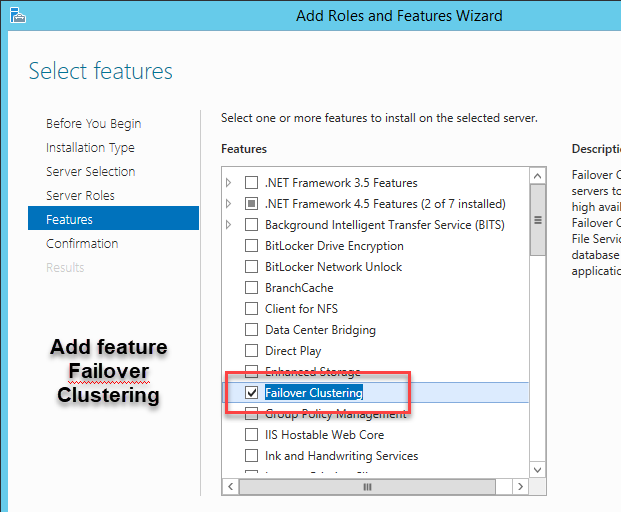 Add Roles and Features Wizard
Select features
Before You Begin
Installation Type
Server Selection
Server Roles
Features
Confirmation
Results
Add feature
Failover
Clustering
Select one or more features to install on the selected server.
Features
.NET Framework 3.5 Features
.NET Framework 4.5 Features (2 of 7 installed)
Background Intelligent Transfer Service (BITS)
BitLocker Drive Encryption
BitLocker Network Unlock
BranchCache
Client for NFS
Data Center Bridging
Direct Play
Enhanced Storage
Failover Clustering
Group Policy Management
IIS Hostable Web Core
Ink and Handwriting Services
Descripti
Failover C
servers to
high avail
Failover C
File Servic
database
applicatio